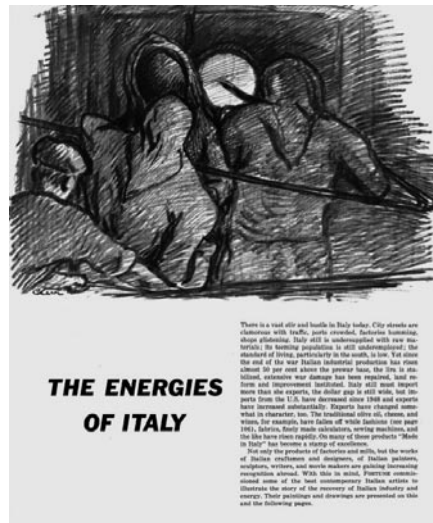 THE ENERGIES
OF ITALY
There is a vast stir and bustle in Italy today. City streets are
clamorous with traffic, ports crowded, factories humming,
shops glistening. Italy still is undersupplied with raw ma-
terials; its teeming population is still underemployed; the
standard of living, particularly in the south, is low. Yet since
the end of the war Italian industrial production has risen
almost 50 per cent above the prewar base, the lira is sta-
bilized, extensive war damage has been repaired, land re-
form and improvement instituted. Italy still must import
more than she exports, the dollar gap is still wide, but im-
ports from the U.S. have decreased since 1948 and exports
have increased substantially. Exports have changed some-
what in character, too. The traditional olive oil, cheese, and
wines, for example, have fallen off while fashions (see page
106), fabrics, finely made calculators, sewing machines, and
the like have risen rapidly. On many of these products "Made
in Italy" has become a stamp of excellence.
Not only the products of factories and mills, but the works
of Italian craftsmen and designers, of Italian painters,
sculptors, writers, and movie makers are gaining increasing
recognition abroad. With this in mind, FORTUNE commis-
sioned some of the best contemporary Italian artists to
illustrate the story of the recovery of Italian industry and
energy. Their paintings and drawings are presented on this
and the following pages.